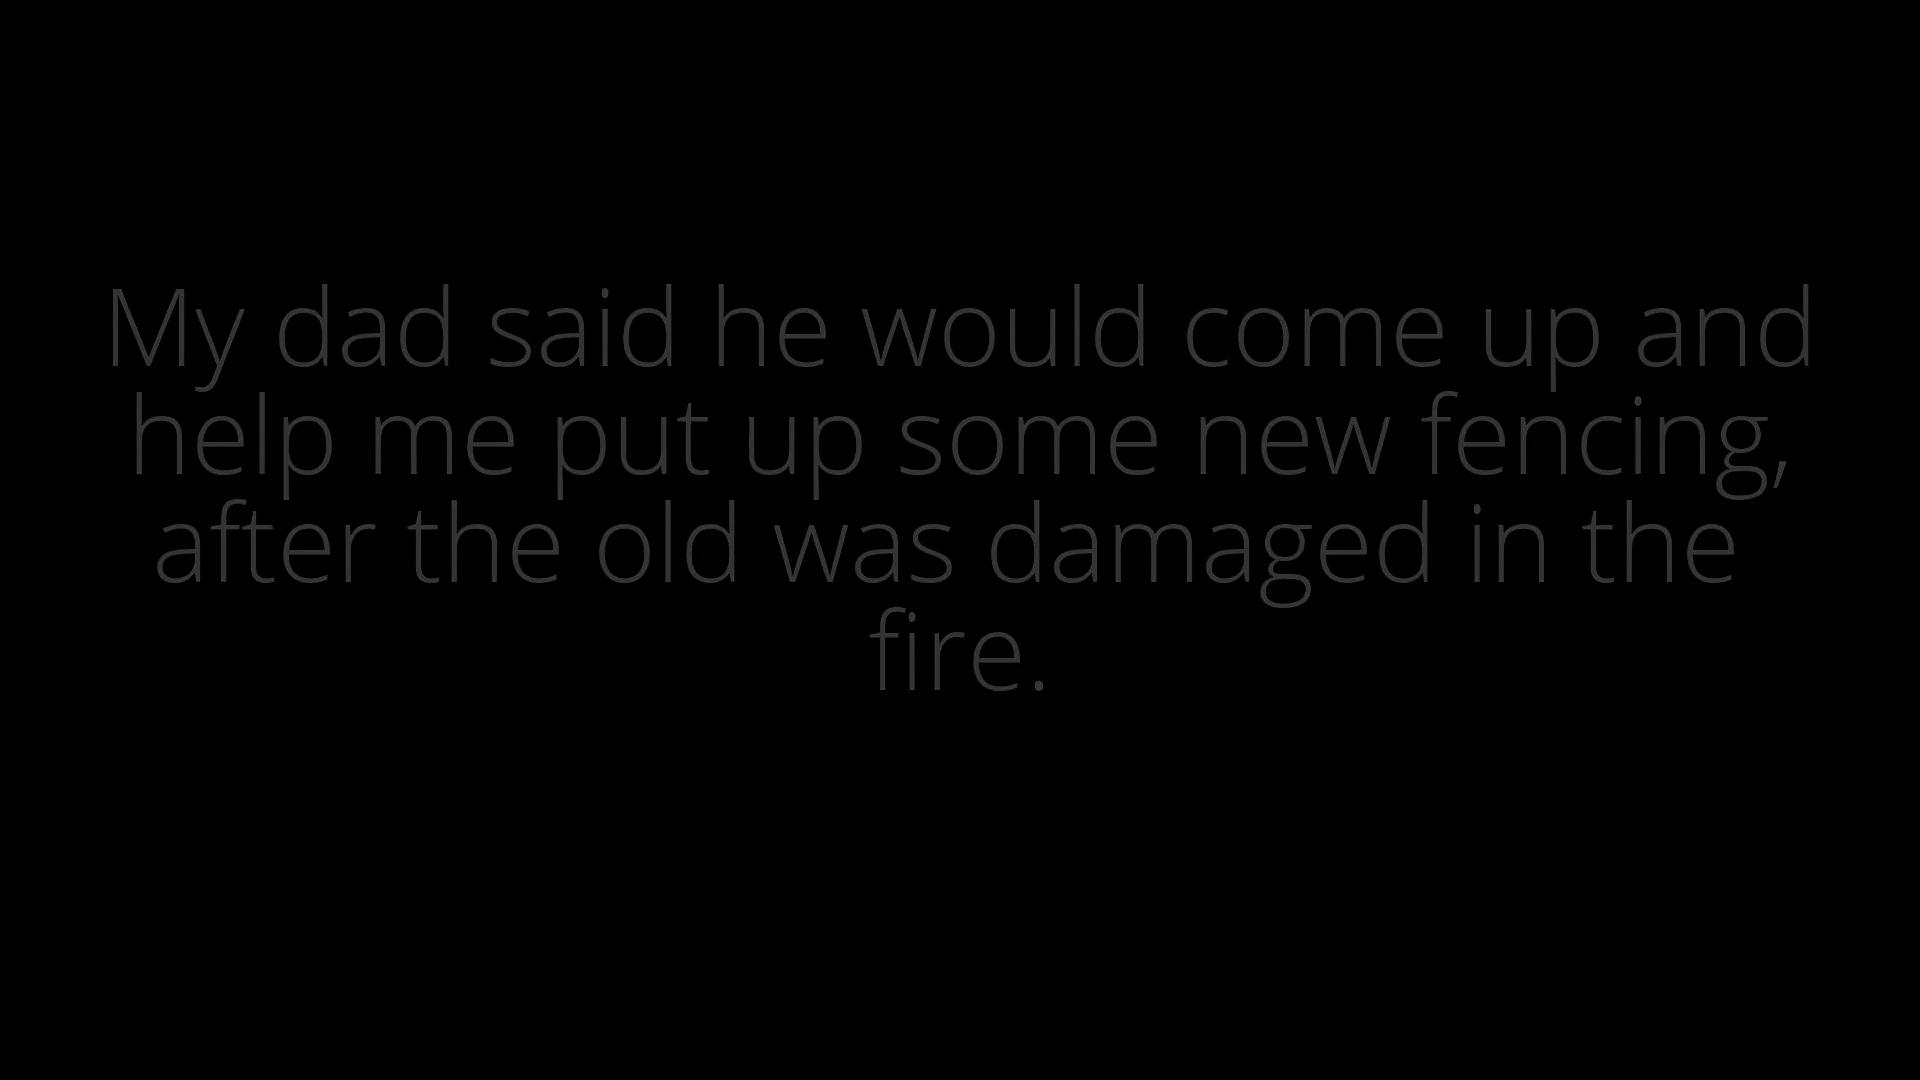 My dad said he would come up and
help me put up some new fencing,
after the old was damaged in the
fire.